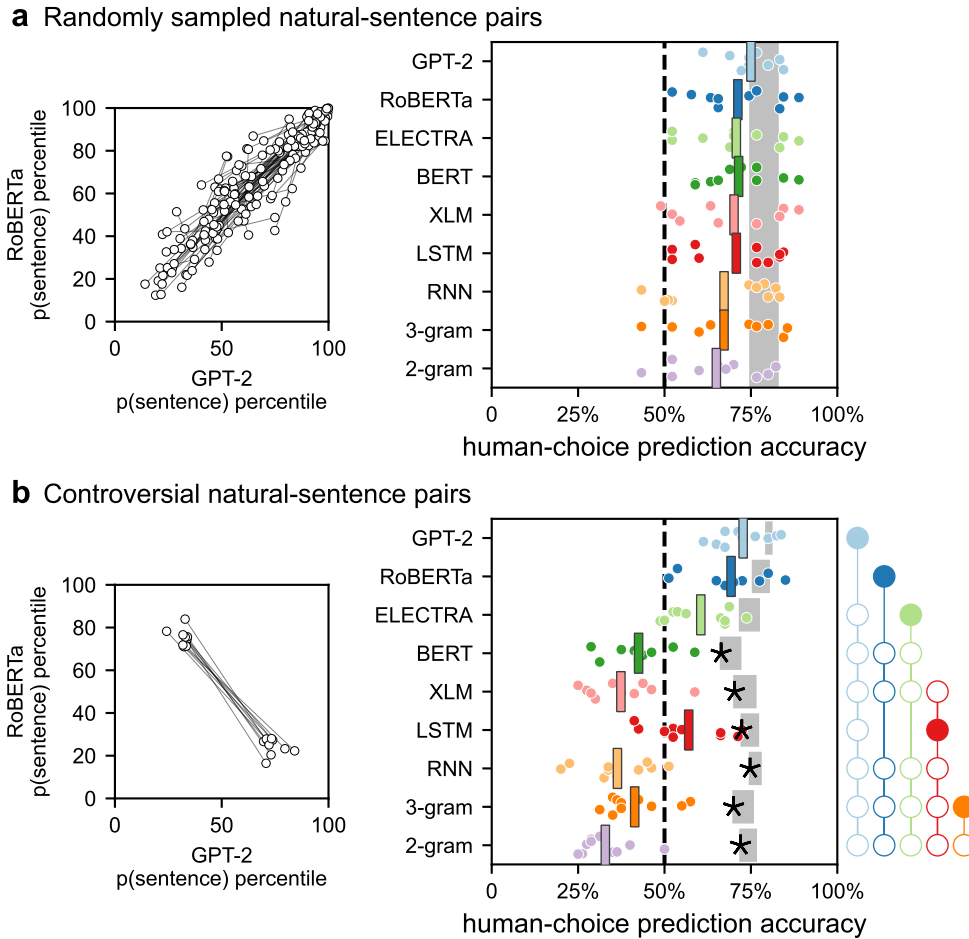 a Randomly sampled natural-sentence pairs
RoBERTa
p(sentence) percentile
100
80
60
40
20
0
0 50 100
GPT-2
p(sentence) percentile
GPT-2
RoBERTa
ELECTRA
BERT
XLM
LSTM
RNN
3-gram
2-gram
0 25% 50% 75% 100%
human-choice prediction accuracy
b Controversial natural-sentence pairs
RoBERTa
p(sentence) percentile
100
80
60
40
20
0
0 50 100
GPT-2
p(sentence) percentile
GPT-2
RoBERTa
ELECTRA
BERT
XLM
LSTM
RNN
3-gram
2-gram
0 25% 50% 75% 100%
human-choice prediction accuracy